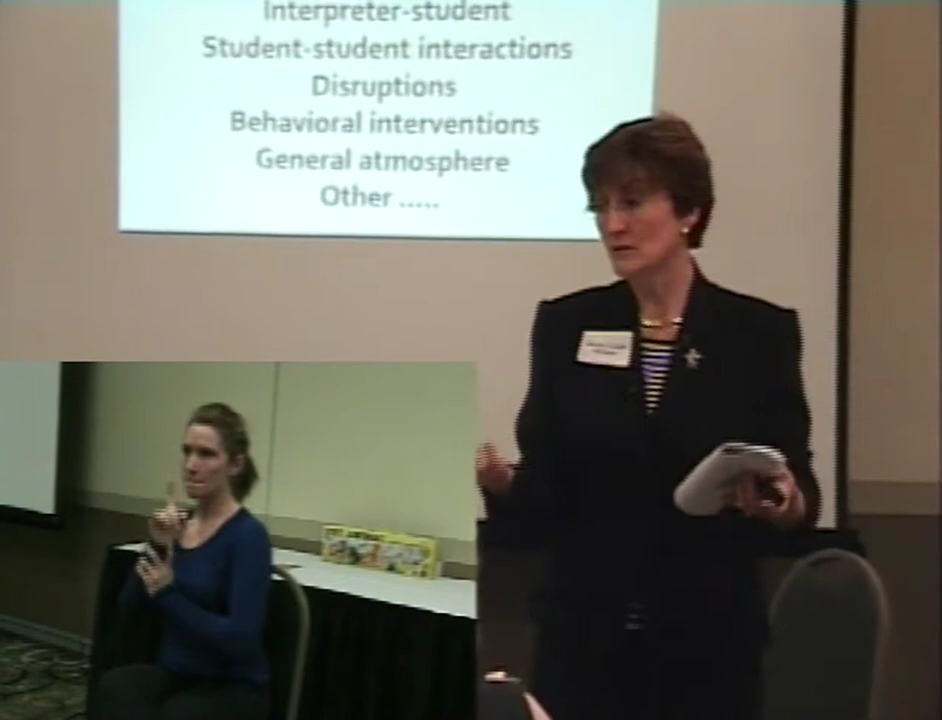 Interpreter-student
Student-student interactions
Disruptions
Behavioral interventions
General atmosphere
Other .....